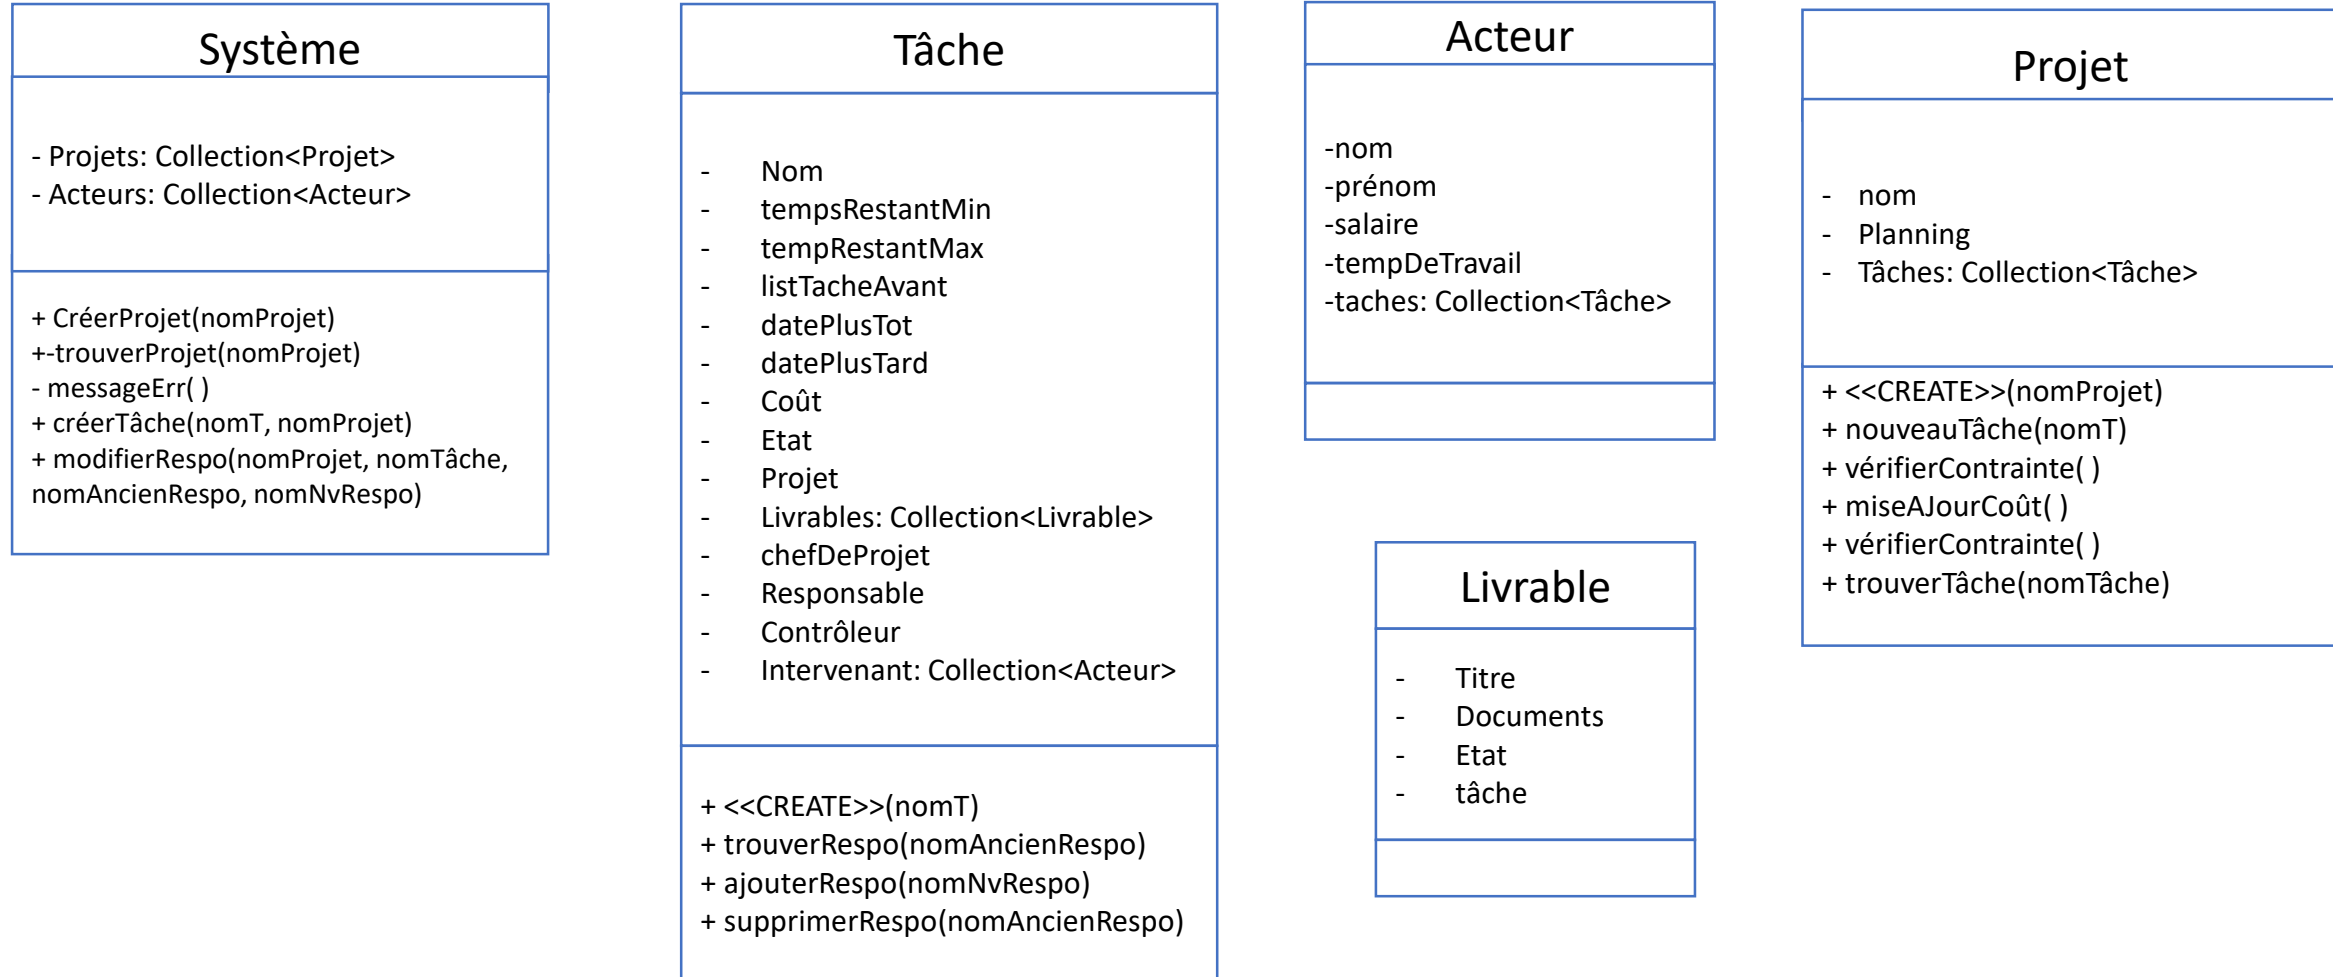 Système
- Projets: Collection<Projet>
- Acteurs: Collection<Acteur>
+ CréerProjet(nomProjet)
+-trouverProjet(nomProjet)
- messageErr( )
+ créerTâche(nomT, nomProjet)
+ modifierRespo(nomProjet, nomTâche,
nomAncienRespo, nomNvRespo)
Tâche
- Nom
- tempsRestantMin
- tempRestantMax
- listTacheAvant
- datePlusTot
- datePlusTard
- Coût
- Etat
- Projet
- Livrables: Collection<Livrable>
- chefDeProjet
- Responsable
- Contrôleur
- Intervenant: Collection<Acteur>
+ <<CREATE>>(nomT)
+ trouverRespo(nomAncienRespo)
+ ajouterRespo(nomNvRespo)
+ supprimerRespo(nomAncienRespo)
Acteur
-nom
-prénom
-salaire
-tempDeTravail
-taches: Collection<Tâche>
Livrable
- Titre
- Documents
- Etat
- tâche
Projet
- nom
- Planning
- Tâches: Collection<Tâche>
+ <<CREATE>>(nomProjet)
+ nouveauTâche(nomT)
+ vérifierContrainte( )
+ miseAJourCoût( )
+ vérifierContrainte( )
+ trouverTâche(nomTâche)